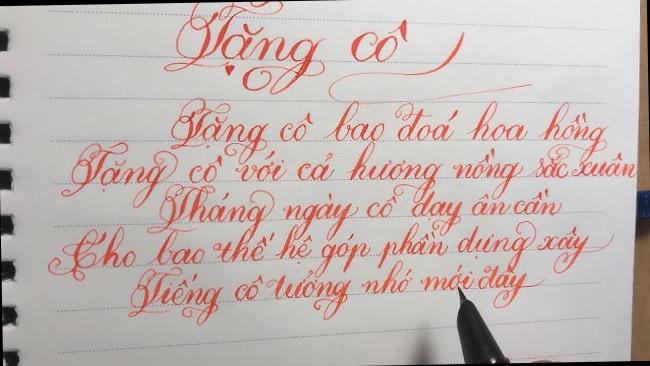 Tặng cô
Tặng cô bao đoá hoa hồng
Tặng cô với cả hương nồng sắc xuân
Tháng ngày cô dạy ân cần
Cho bao thế hệ góp phần dựng xây
Tiếng cô tưởng nhớ mới đây